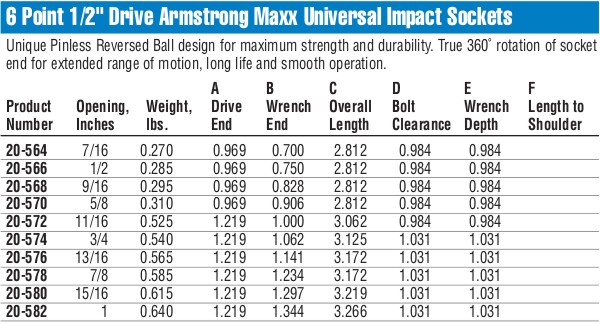 6 Point 1/2" Drive Armstrong Maxx Universal Impact Sockets
Unique Pinless Reversed Ball design for maximum strength and durability. True 360° rotation of socket
end for extended range of motion, long life and smooth operation.
A B C D E F
Product Opening, Weight, Drive Wrench Overall Bolt Wrench Length to
Number Inches lbs. End End Length Clearance Depth Shoulder
20-564 7/16 0.270 0.969 0.700 2.812 0.984 0.984
20-566 1/2 0.285 0.969 0.750 2.812 0.984 0.984
20-568 9/16 0.295 0.969 0.828 2.812 0.984 0.984
20-570 5/8 0.310 0.969 0.906 2.812 0.984 0.984
20-572 11/16 0.525 1.219 1.000 3.062 0.984 0.984
20-574 3/4 0.540 1.219 1.062 3.125 1.031 1.031
20-576 13/16 0.565 1.219 1.141 3.172 1.031 1.031
20-578 7/8 0.585 1.219 1.234 3.172 1.031 1.031
20-580 15/16 0.615 1.219 1.297 3.219 1.031 1.031
20-582 1 0.640 1.219 1.344 3.266 1.031 1.031